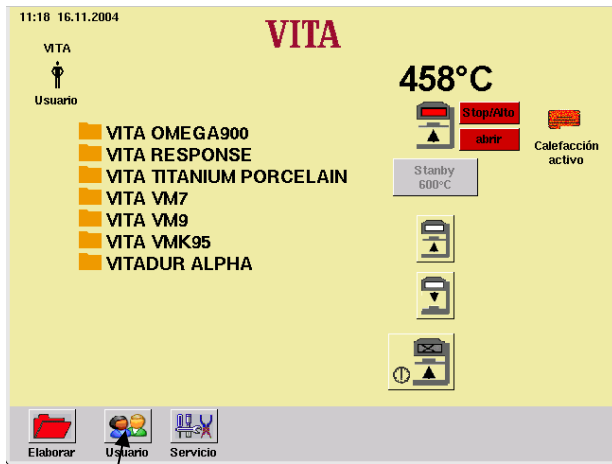 11:18 16.11.2004
VITA
VITA
Usuario
458°C
Stop/Alto
abrir
Calefacción
activo
Stanby
600°C
VITA OMEGA900
VITA RESPONSE
VITA TITANIUM PORCELAIN
VITA VM7
VITA VM9
VITA VMK95
VITADUR ALPHA
Elaborar
Usuario
Servicio